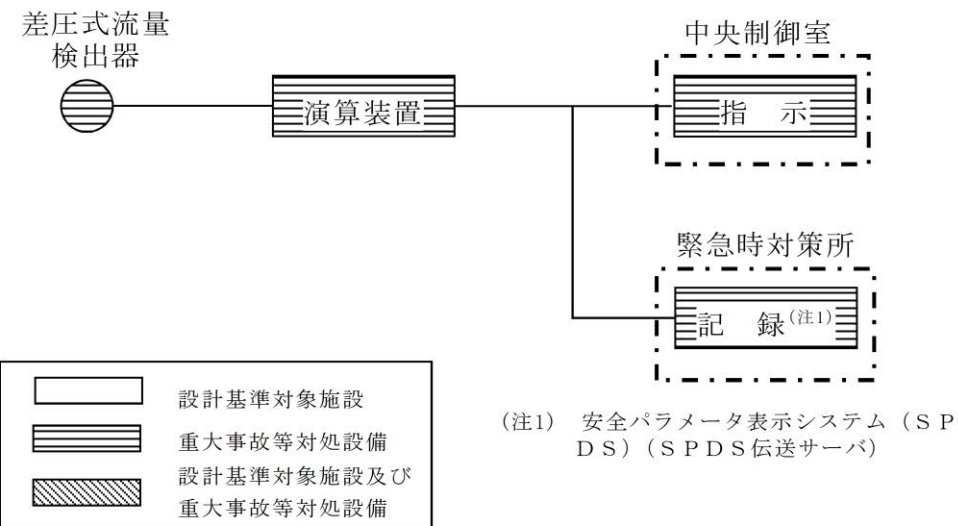 差圧式流量
検出器
演算装置
中央制御室
指　示
緊急時対策所
記　録(注1)
設計基準対象施設
重大事故等対処設備
設計基準対象施設及び
重大事故等対処設備
(注1)　安全パラメータ表示システム（ＳＰ
ＤＳ）（ＳＰＤＳ伝送サーバ）